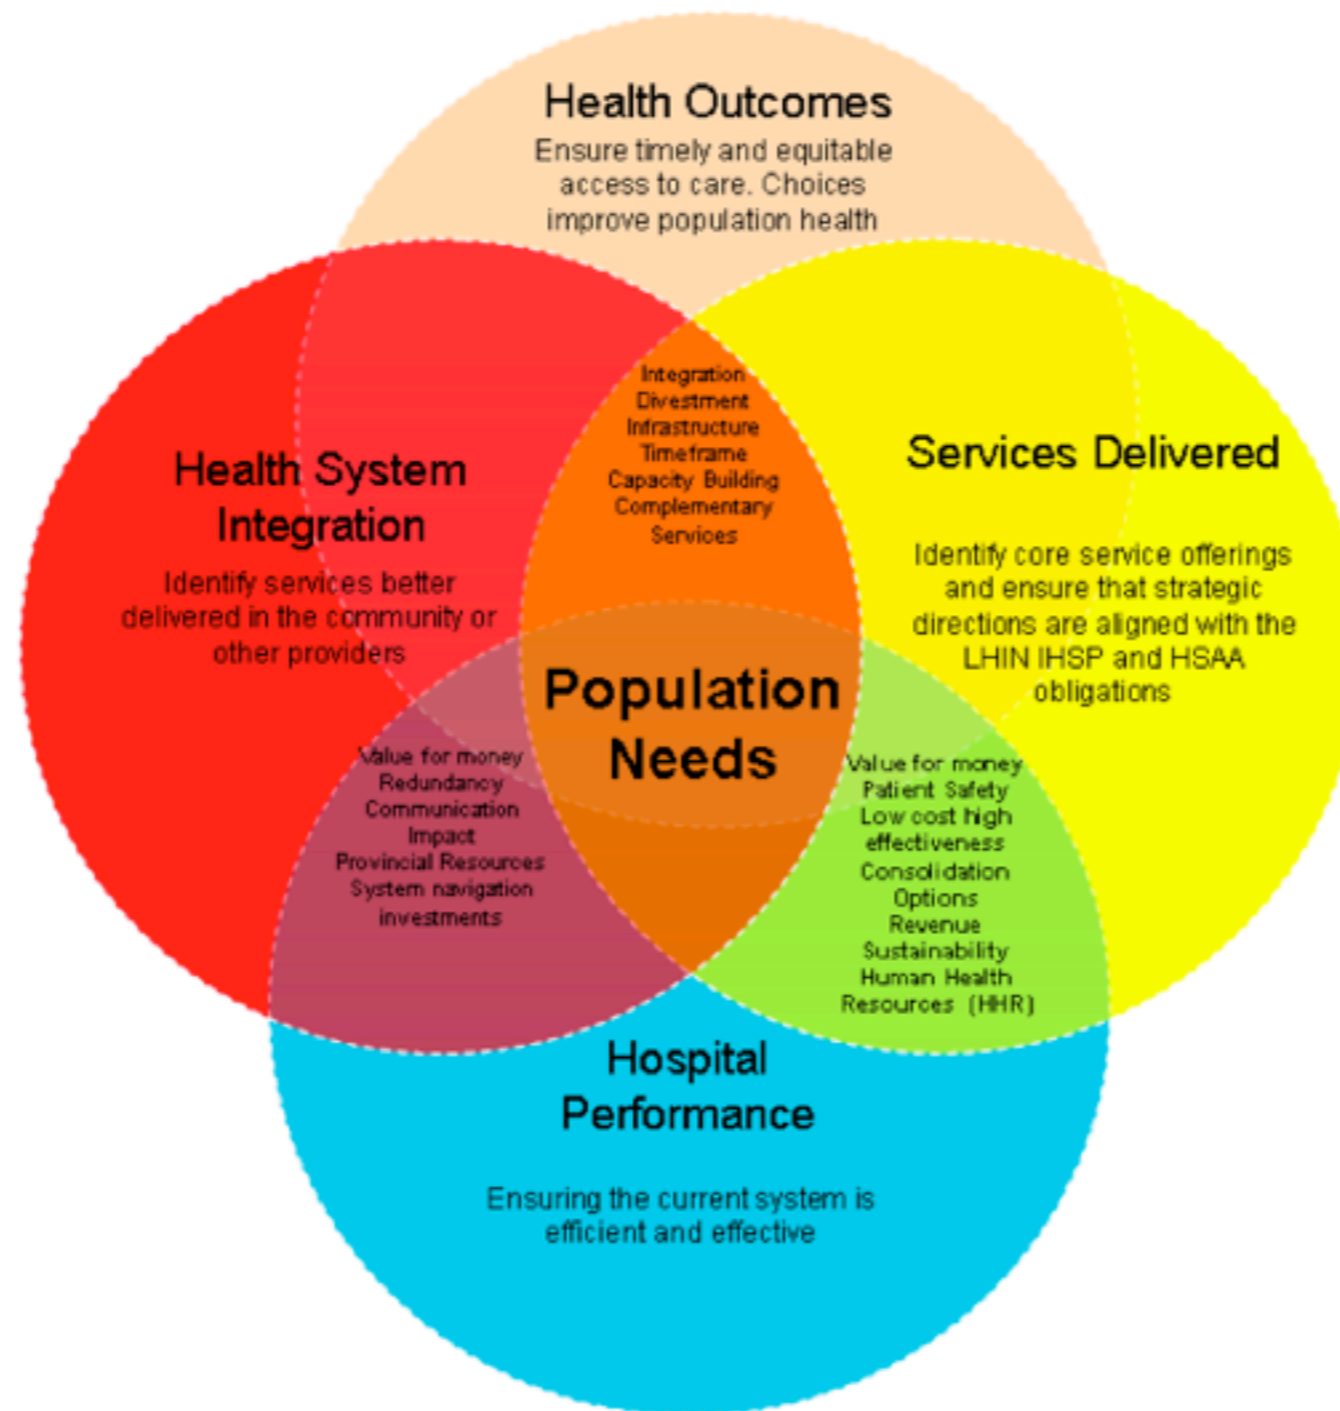 Health Outcomes
Ensure timely and equitable
access to care. Choices
improve population health
Integration
Divestment
Infrastructure
Timeframe
Capacity Building
Complementary
Services
Health System
Integration
Identify services better
delivered in the community or
other providers
Services Delivered
Identify core service offerings
and ensure that strategic
directions are aligned with the
LHIN IHSP and HSAA
obligations
Population
Needs
Value for money
Redundancy
Communication
Impact
Provincial Resources
System navigation
investments
Value for money
Patient Safety
Low cost high
effectiveness
Consolidation
Options
Revenue
Sustainability
Human Health
Resources (HHR)
Hospital
Performance
Ensuring the current system is
efficient and effective